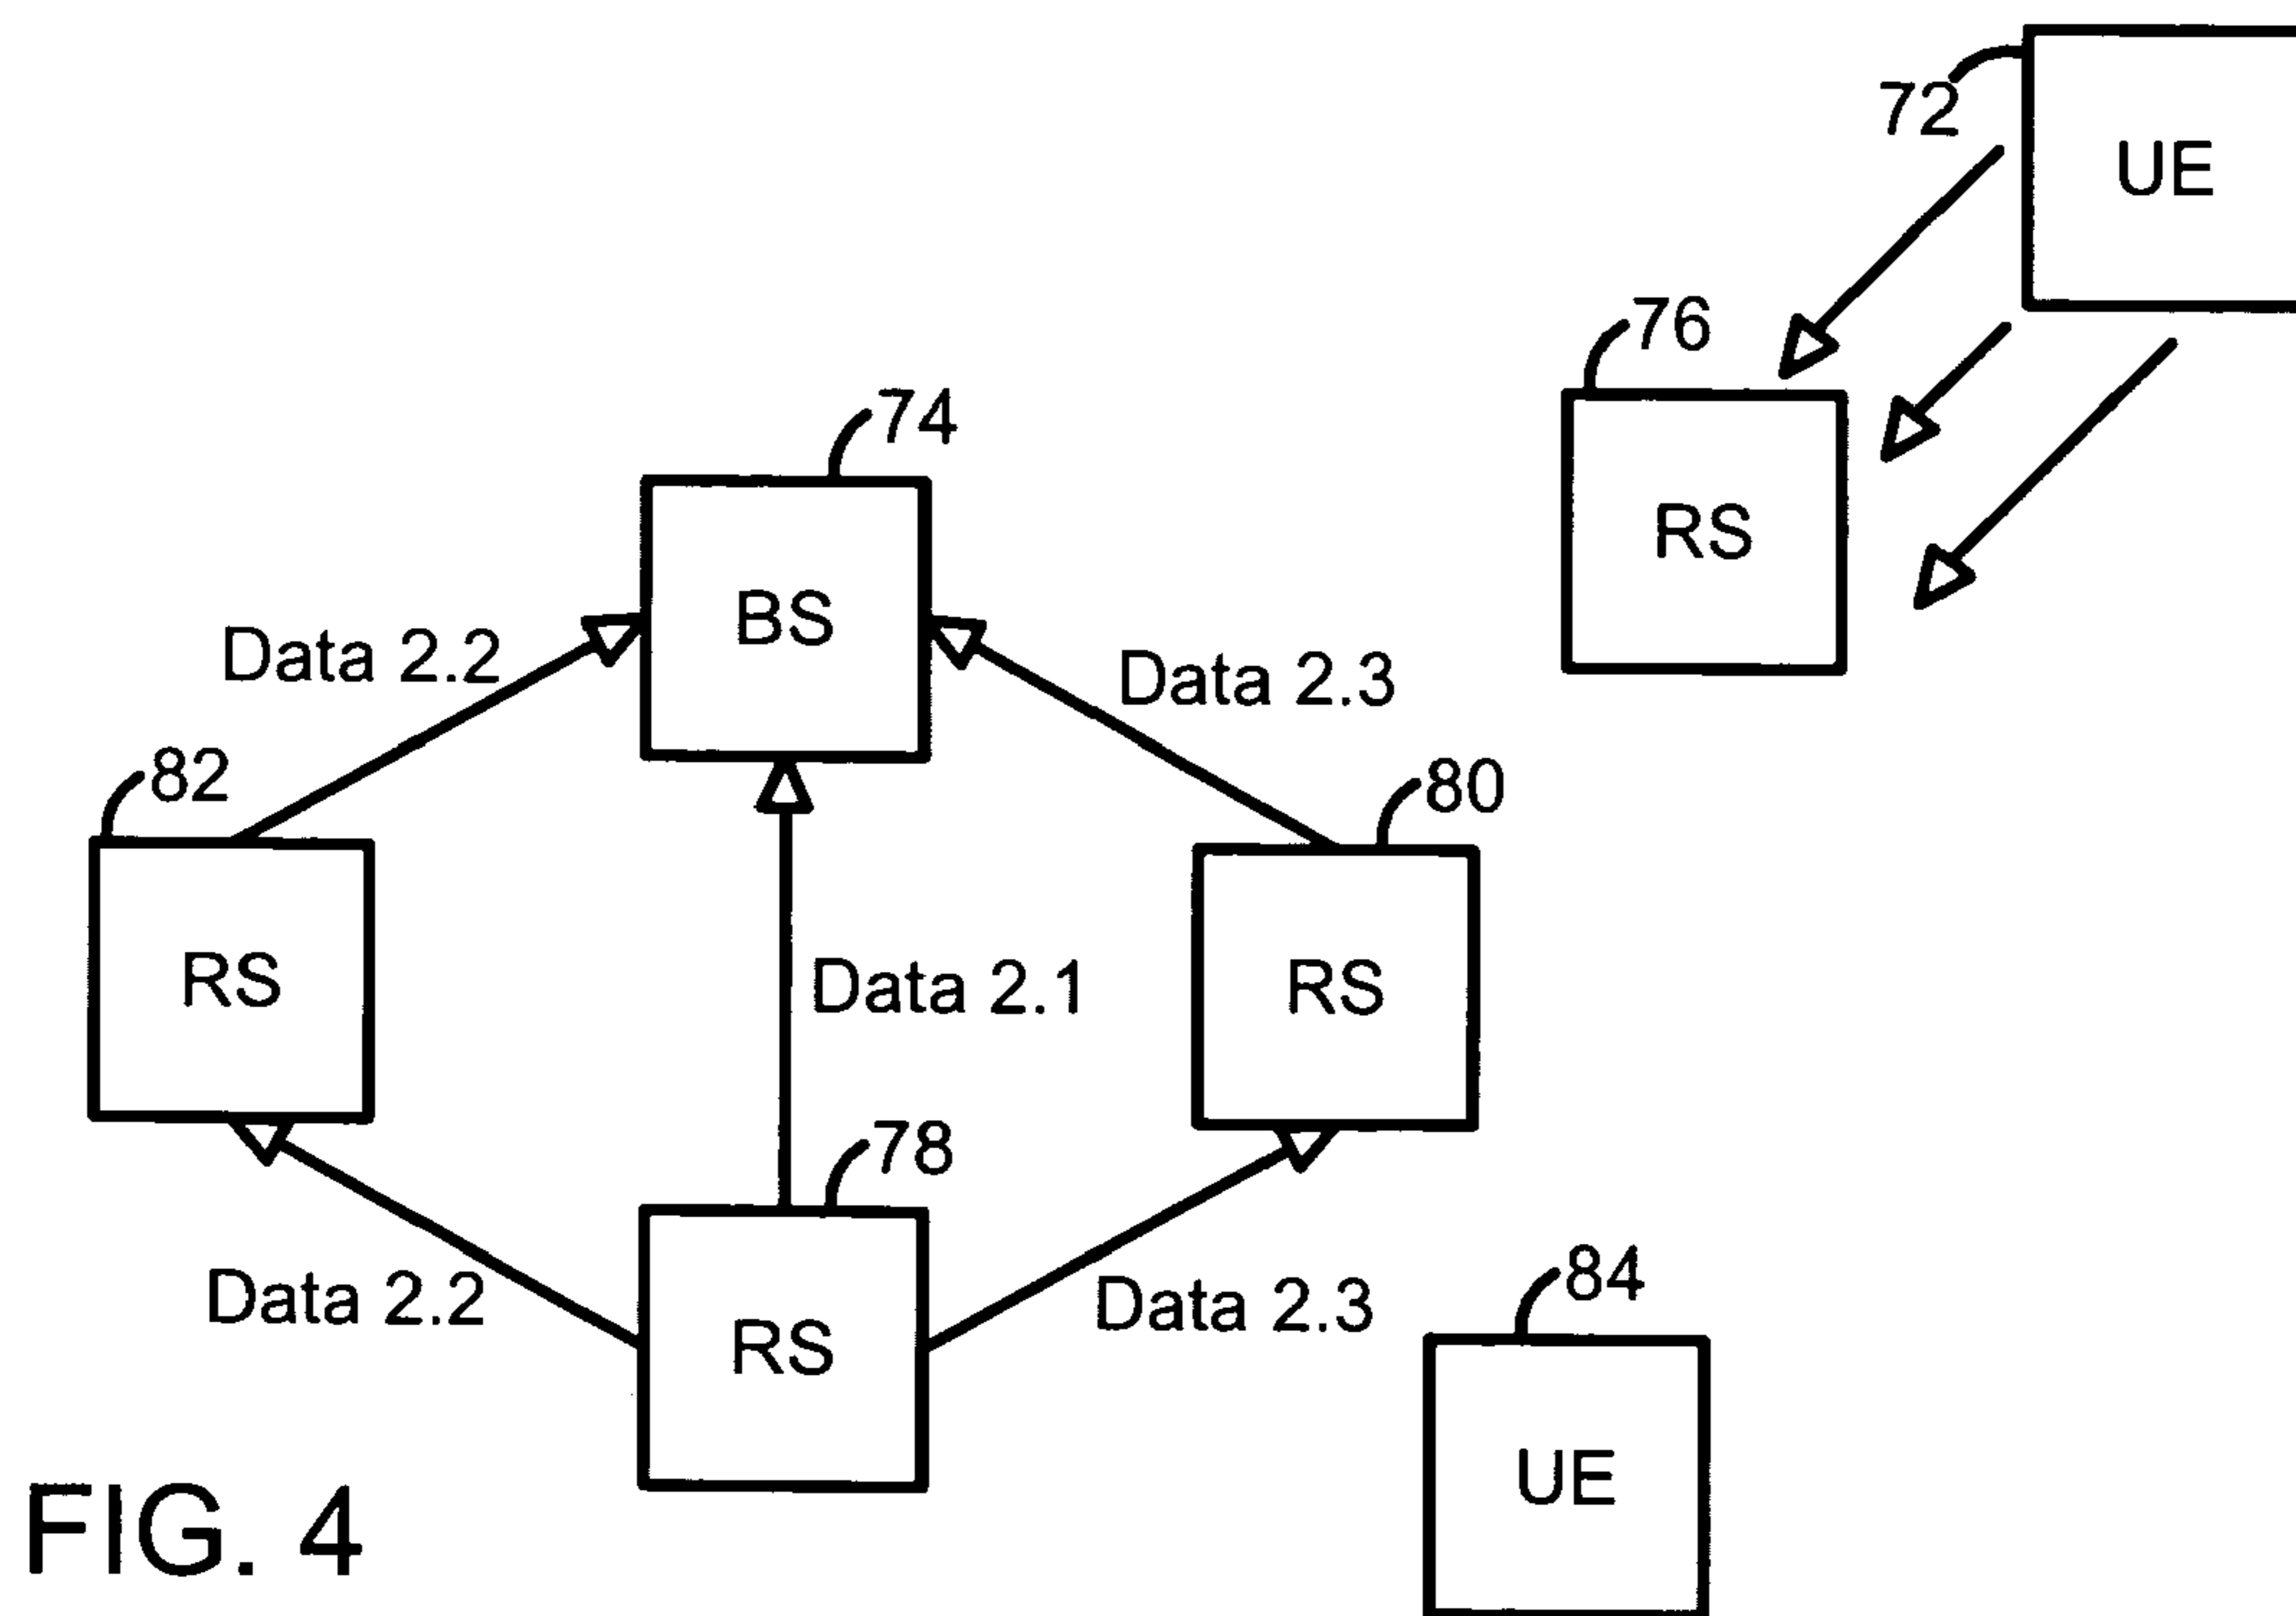 72
UE
76
RS
74
BS
Data 2.2
Data 2.3
82
80
RS
Data 2.1
RS
78
Data 2.2
RS
Data 2.3
84
UE
FIG. 4